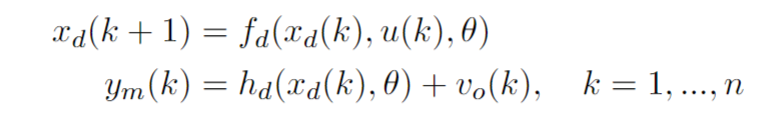 x_d(k + 1) = f_d(x_d(k), u(k), θ)
y_m(k) = h_d(x_d(k), θ) + v_o(k), k = 1, ..., n